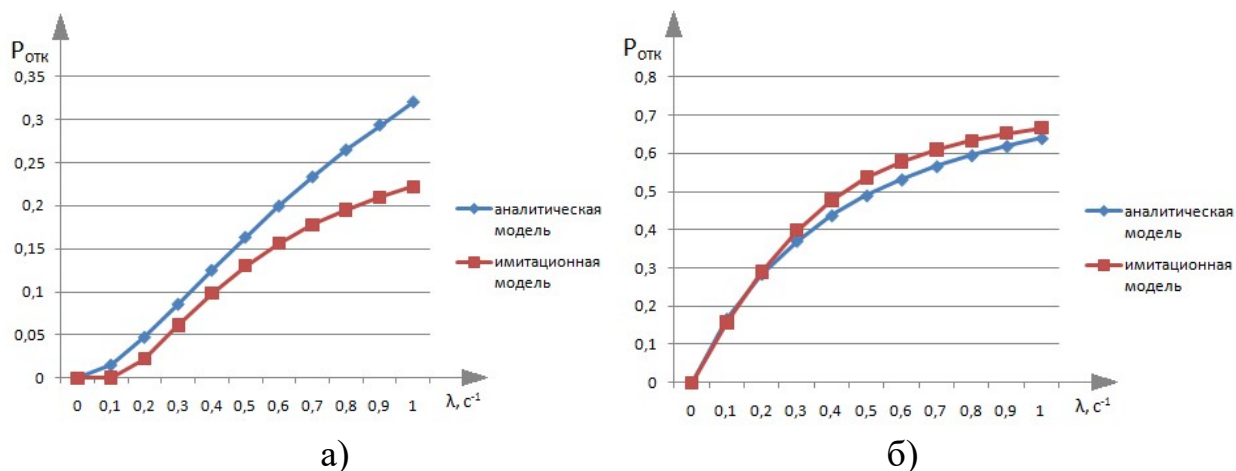 Pотк
0,35
0,3
0,25
0,2
0,15
0,1
0,05
0
0 0,1 0,2 0,3 0,4 0,5 0,6 0,7 0,8 0,9 1 λ, с⁻¹
аналитическая
модель
имитационная
модель
а)
Pотк
0,8
0,7
0,6
0,5
0,4
0,3
0,2
0,1
0
0 0,1 0,2 0,3 0,4 0,5 0,6 0,7 0,8 0,9 1 λ, с⁻¹
аналитическая
модель
имитационная
модель
б)